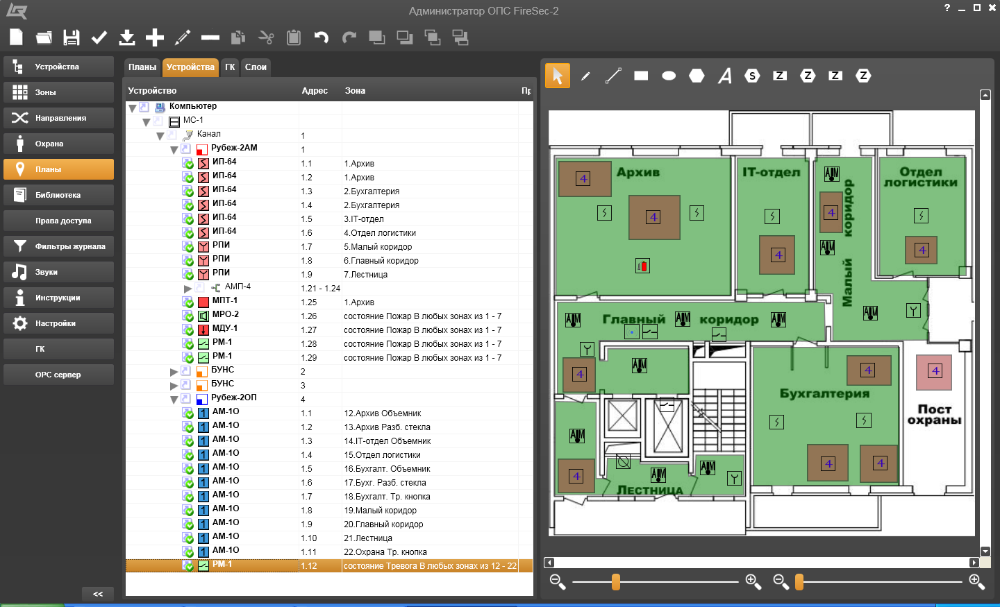 Администратор ОПС FireSec-2
?
Устройства
Зоны
Направления
Охрана
Планы
Библиотека
Права доступа
Фильтры журнала
Звуки
Инструкции
Настройки
ГК
ОРС сервер
<<
Планы Устройства ГК Слои
Устройство Адрес Зона Пр
Компьютер
МС-1
Канал 1
Рубеж-2АМ 1
ИП-64 1.1 1.Архив
ИП-64 1.2 1.Архив
ИП-64 1.3 2.Бухгалтерия
ИП-64 1.4 2.Бухгалтерия
ИП-64 1.5 3.IT-отдел
ИП-64 1.6 4.Отдел логистики
РПИ 1.7 5.Малый коридор
РПИ 1.8 6.Главный коридор
РПИ 1.9 7.Лестница
АМП-4 1.21 - 1.24
МПТ-1 1.25 1.Архив
МРО-2 1.26 состояние Пожар В любых зонах из 1 - 7
МДУ-1 1.27 состояние Пожар В любых зонах из 1 - 7
РМ-1 1.28 состояние Пожар В любых зонах из 1 - 7
РМ-1 1.29 состояние Пожар В любых зонах из 1 - 7
БУНС 2
БУНС 3
Рубеж-2ОП 4
1 АМ-1О 1.1 12.Архив Объемник
1 АМ-1О 1.2 13.Архив Разб. стекла
1 АМ-1О 1.3 14.IT-отдел Объемник
1 АМ-1О 1.4 15.Отдел логистики
1 АМ-1О 1.5 16.Бухгалт. Объемник
1 АМ-1О 1.6 17.Бухг. Разб. стекла
1 АМ-1О 1.7 18.Бухгалт. Тр. кнопка
1 АМ-1О 1.8 19.Малый коридор
1 АМ-1О 1.9 20.Главный коридор
1 АМ-1О 1.10 21.Лестница
1 АМ-1О 1.11 22.Охрана Тр. кнопка
РМ-1 1.12 состояние Тревога В любых зонах из 12 - 22
A S Z Z Z Z
Архив
IT-отдел
Отдел
логистики
Малый коридор
Главный коридор
Бухгалтерия
Пост
охраны
Лестница
4
4
4
4
4
4
4
4
4
4
4
АМ
АМ
АМ
АМ
АМ
АМ
АМ
АМ
АМ
АМ